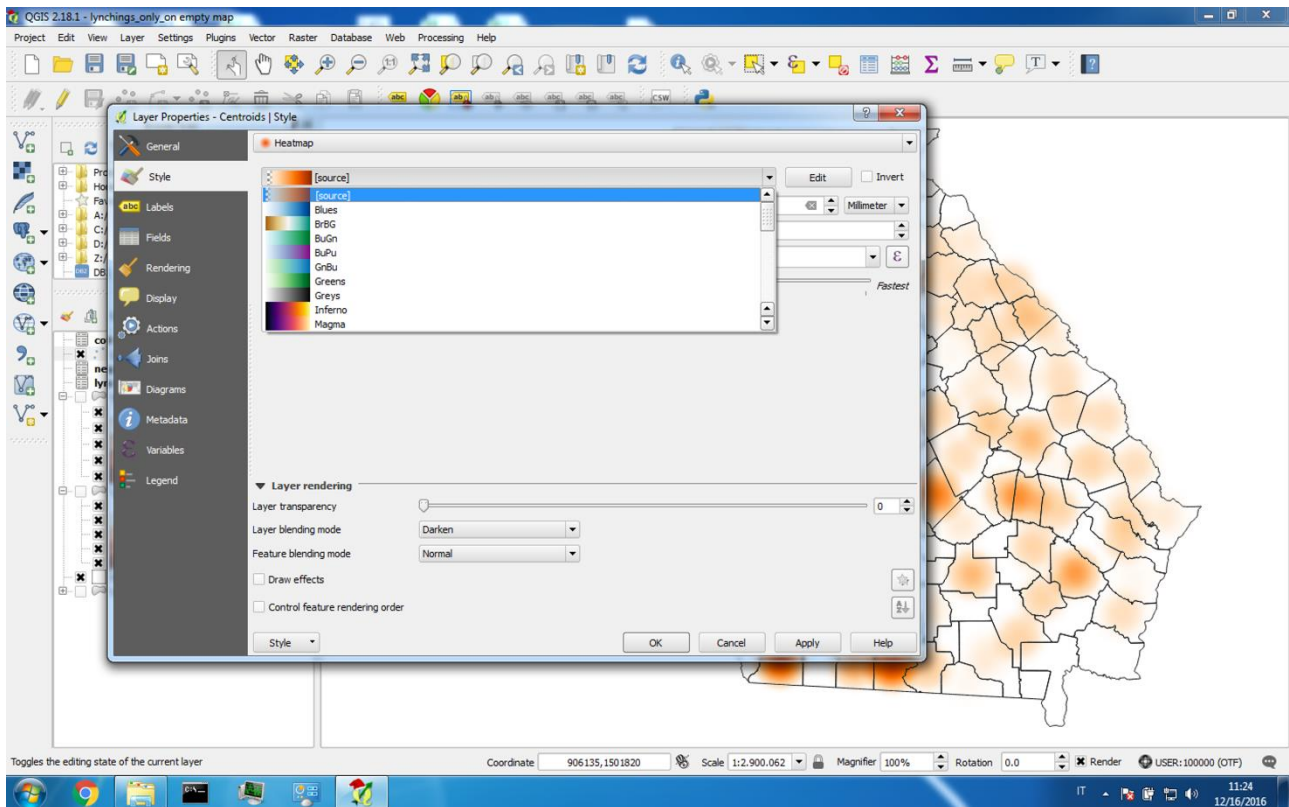 QGIS 2.18.1 - lynchings_only_on empty map
Project Edit View Layer Settings Plugins Vector Raster Database Web Processing Help
abc
CSW
Layer Properties - Centroids | Style
General
Style
abc Labels
Fields
Rendering
Display
Actions
Joins
Diagrams
Metadata
Variables
Legend
Heatmap
[source] Edit Invert
[source]
Blues
BrBG
BuGn
BuPu
GnBu
Greens
Greys
Inferno
Magma
Milimeter
ε
Fastest
Layer rendering
Layer transparency 0
Layer blending mode Darken
Feature blending mode Normal
Draw effects
Control feature rendering order
Style OK Cancel Apply Help
A:/
C:/
D:/
Z:/
DB
Toggles the editing state of the current layer Coordinate 906135,1501820 Scale 1:2.900.062 Magnifier 100% Rotation 0.0 Render USER:100000 (OTF)
IT 11:24
12/16/2016